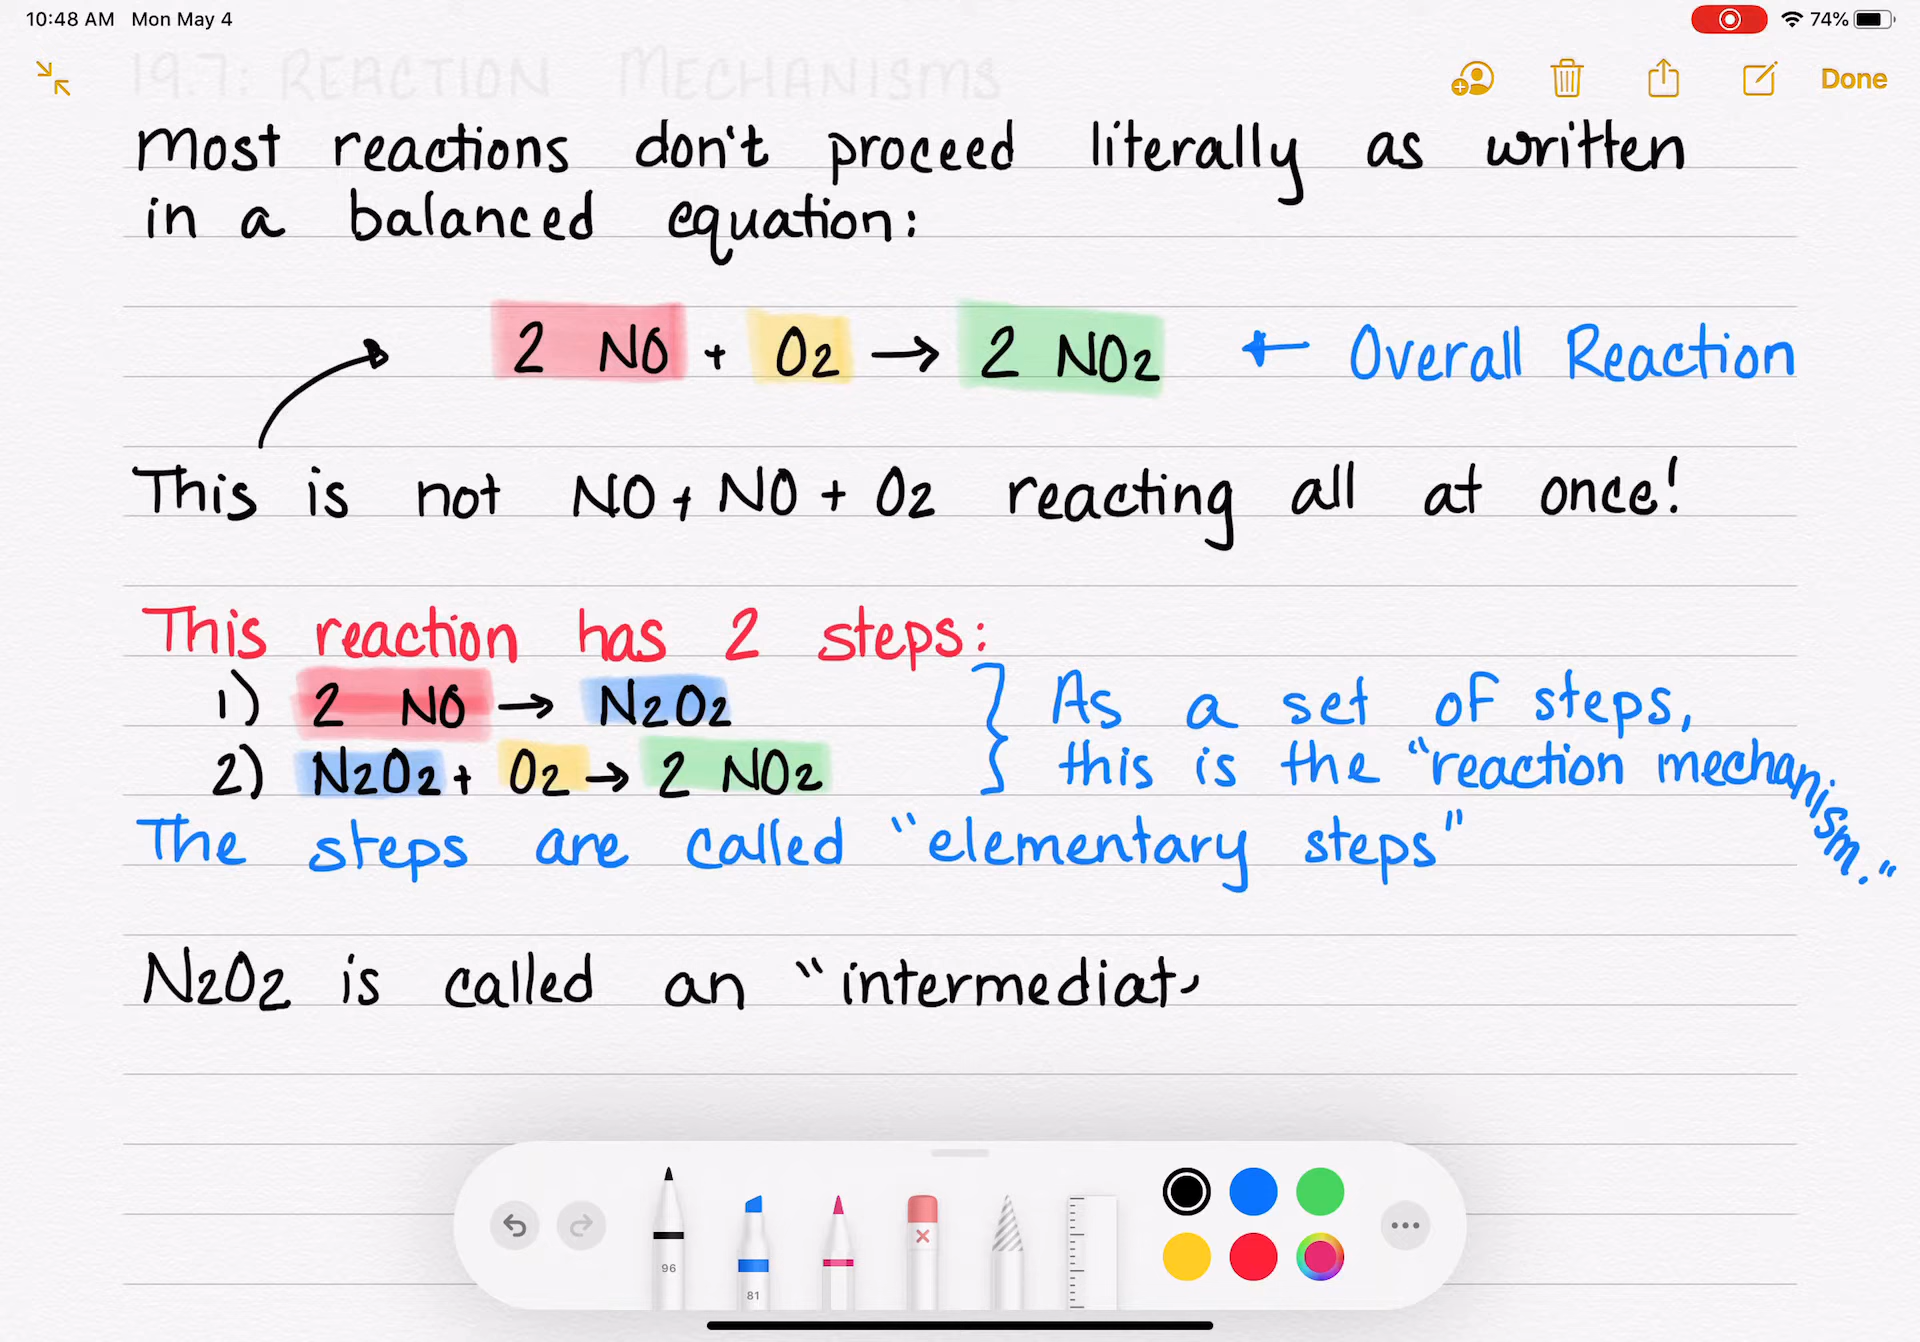 10:48 AM Mon May 4
74%
19.7: REACTION MECHANISMS
Done
Most reactions don't proceed literally as written
in a balanced equation:
2 NO + O2 → 2 NO2 ← Overall Reaction
This is not NO + NO + O2 reacting all at once!
This reaction has 2 steps:
1) 2 NO → N2O2
2) N2O2 + O2 → 2 NO2
} As a set of steps,
this is the “reaction mechanism.”
The steps are called “elementary steps”
N2O2 is called an “intermediat
96
81